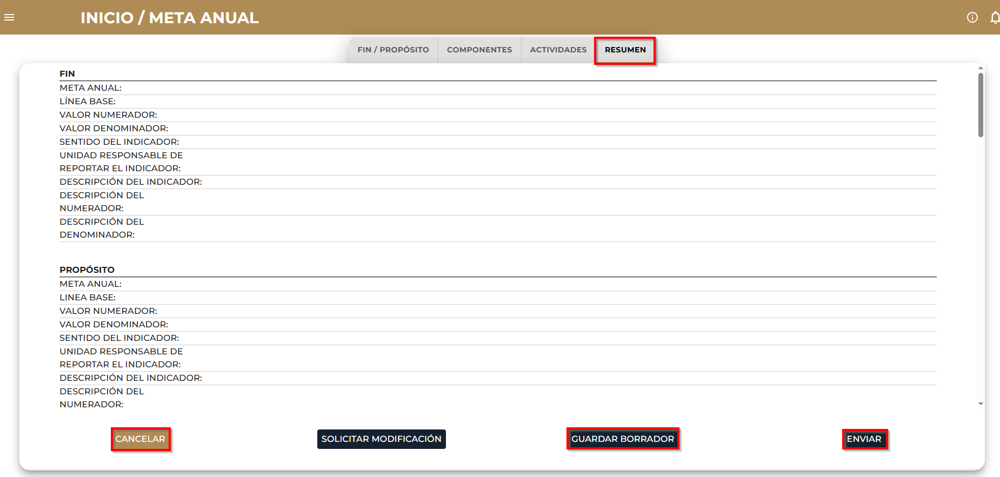 INICIO / META ANUAL
FIN / PROPÓSITO
COMPONENTES
ACTIVIDADES
RESUMEN
FIN
META ANUAL:
LÍNEA BASE:
VALOR NUMERADOR:
VALOR DENOMINADOR:
SENTIDO DEL INDICADOR:
UNIDAD RESPONSABLE DE
REPORTAR EL INDICADOR:
DESCRIPCIÓN DEL INDICADOR:
DESCRIPCIÓN DEL
NUMERADOR:
DESCRIPCIÓN DEL
DENOMINADOR:
PROPÓSITO
META ANUAL:
LINEA BASE:
VALOR NUMERADOR:
VALOR DENOMINADOR:
SENTIDO DEL INDICADOR:
UNIDAD RESPONSABLE DE
REPORTAR EL INDICADOR:
DESCRIPCIÓN DEL INDICADOR:
DESCRIPCIÓN DEL
NUMERADOR:
CANCELAR
SOLICITAR MODIFICACIÓN
GUARDAR BORRADOR
ENVIAR